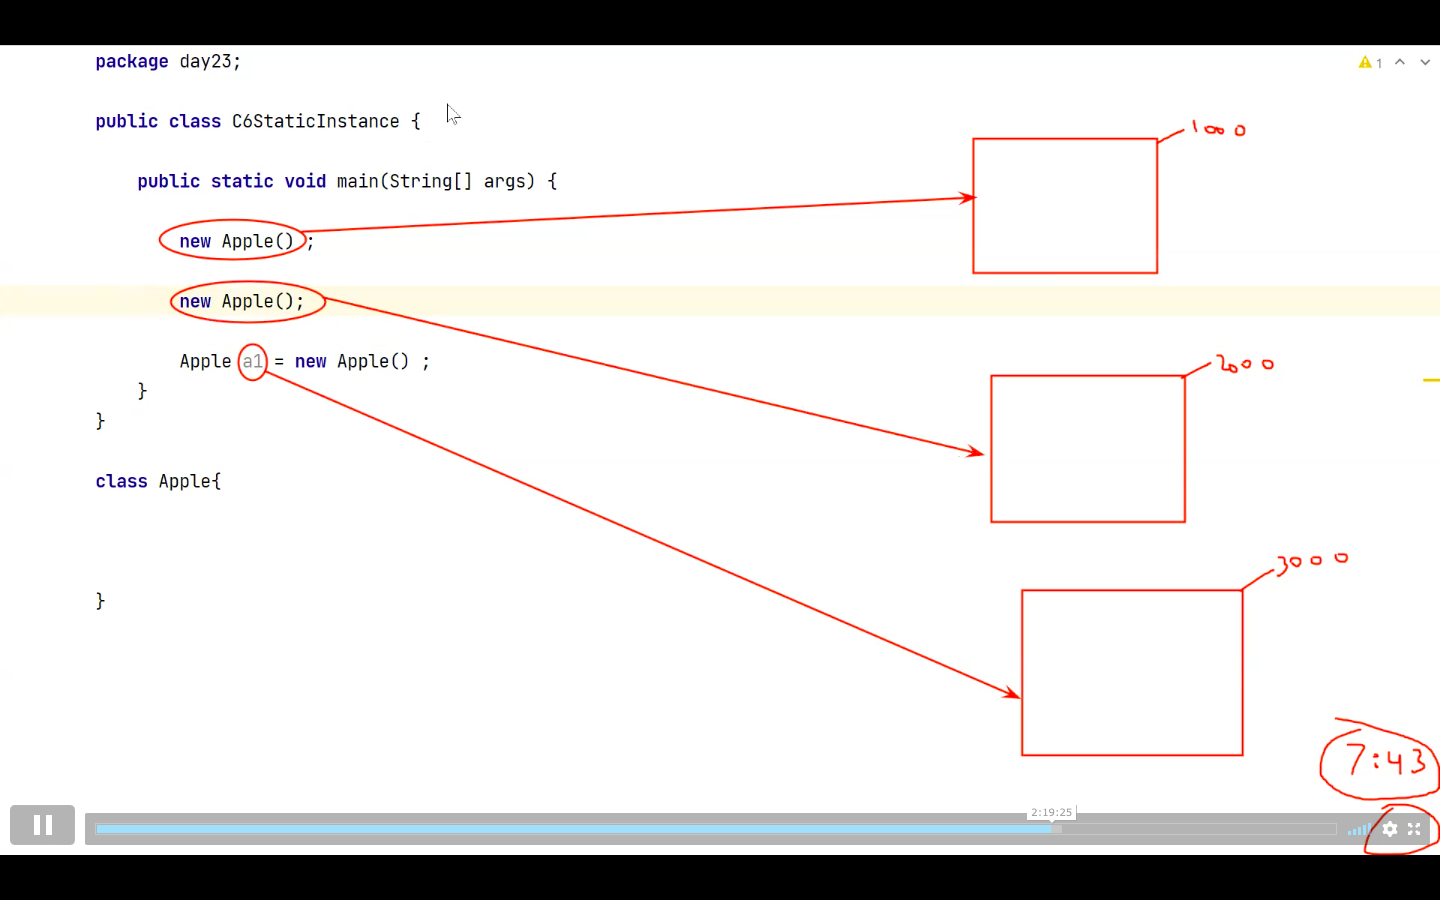 package day23;
1
public class C6StaticInstance {
1000
public static void main(String[] args) {
new Apple() ;
new Apple();
Apple a1 = new Apple() ;
2000
}
}
class Apple{
3000
}
7:43
2:19:25